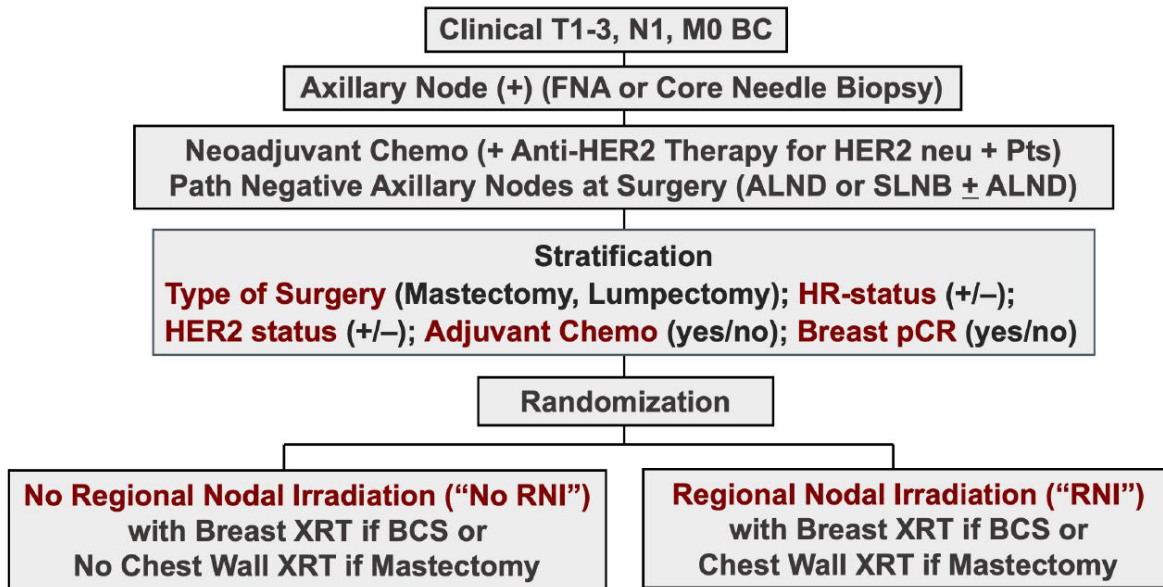 Clinical T1-3, N1, M0 BC
Axillary Node (+) (FNA or Core Needle Biopsy)
Neoadjuvant Chemo (+ Anti-HER2 Therapy for HER2 neu + Pts)
Path Negative Axillary Nodes at Surgery (ALND or SLNB ± ALND)
Stratification
Type of Surgery (Mastectomy, Lumpectomy); HR-status (+/–);
HER2 status (+/–); Adjuvant Chemo (yes/no); Breast pCR (yes/no)
Randomization
No Regional Nodal Irradiation (“No RNI”)
with Breast XRT if BCS or
No Chest Wall XRT if Mastectomy
Regional Nodal Irradiation (“RNI”)
with Breast XRT if BCS or
Chest Wall XRT if Mastectomy